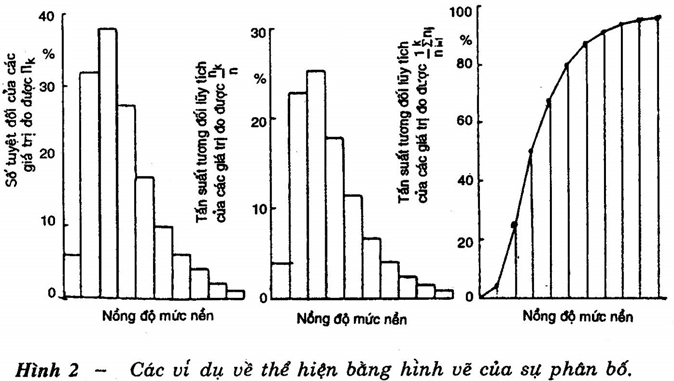 Số tuyệt đối của các
giá trị đo được nk
40
%
30
20
10
0
Nồng độ mức nền
Tần suất tương đối lũy tích
của các giá trị đo được nk/n
30
%
20
10
0
Nồng độ mức nền
Tấn suất tương đối lũy tích
của các giá trị đo được 1/n k∑i=1 nj
100
%
80
60
40
20
0
Nồng độ mức nền
Hình 2 – Các ví dụ về thể hiện bằng hình vẽ của sự phân bố.